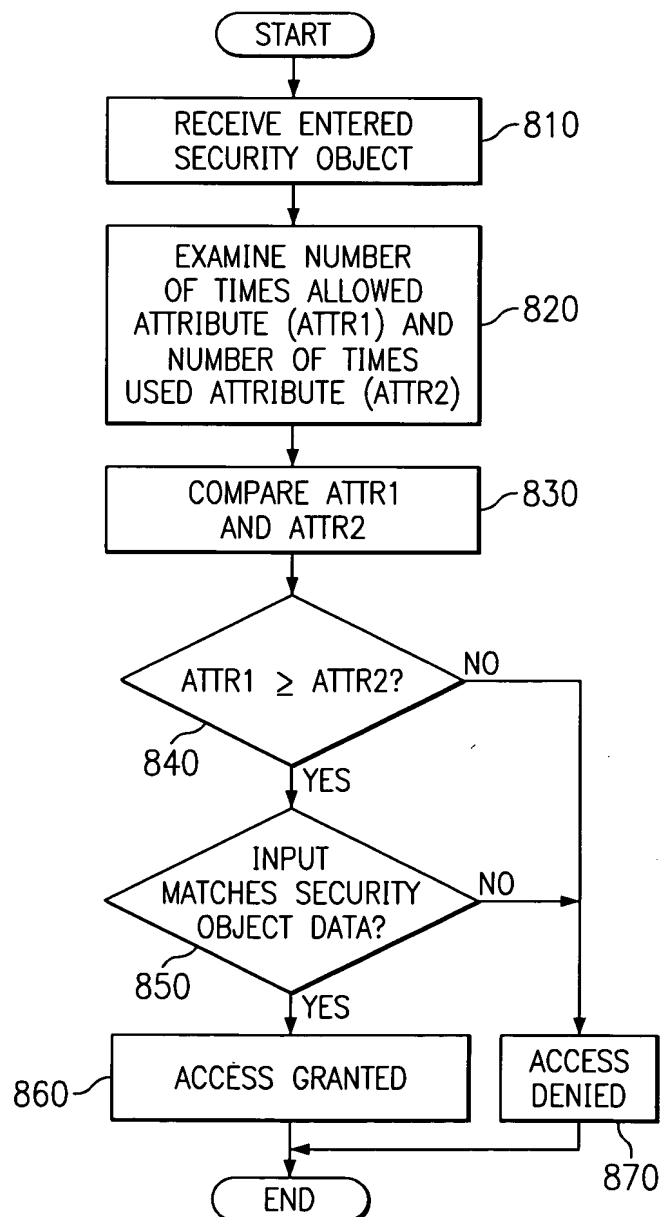 START
RECEIVE ENTERED
SECURITY OBJECT
810
EXAMINE NUMBER
OF TIMES ALLOWED
ATTRIBUTE (ATTR1) AND
NUMBER OF TIMES
USED ATTRIBUTE (ATTR2)
820
COMPARE ATTR1
AND ATTR2
830
ATTR1 ≥ ATTR2?
NO
840
YES
INPUT
MATCHES SECURITY
OBJECT DATA?
NO
850
YES
860
ACCESS GRANTED
ACCESS
DENIED
870
END